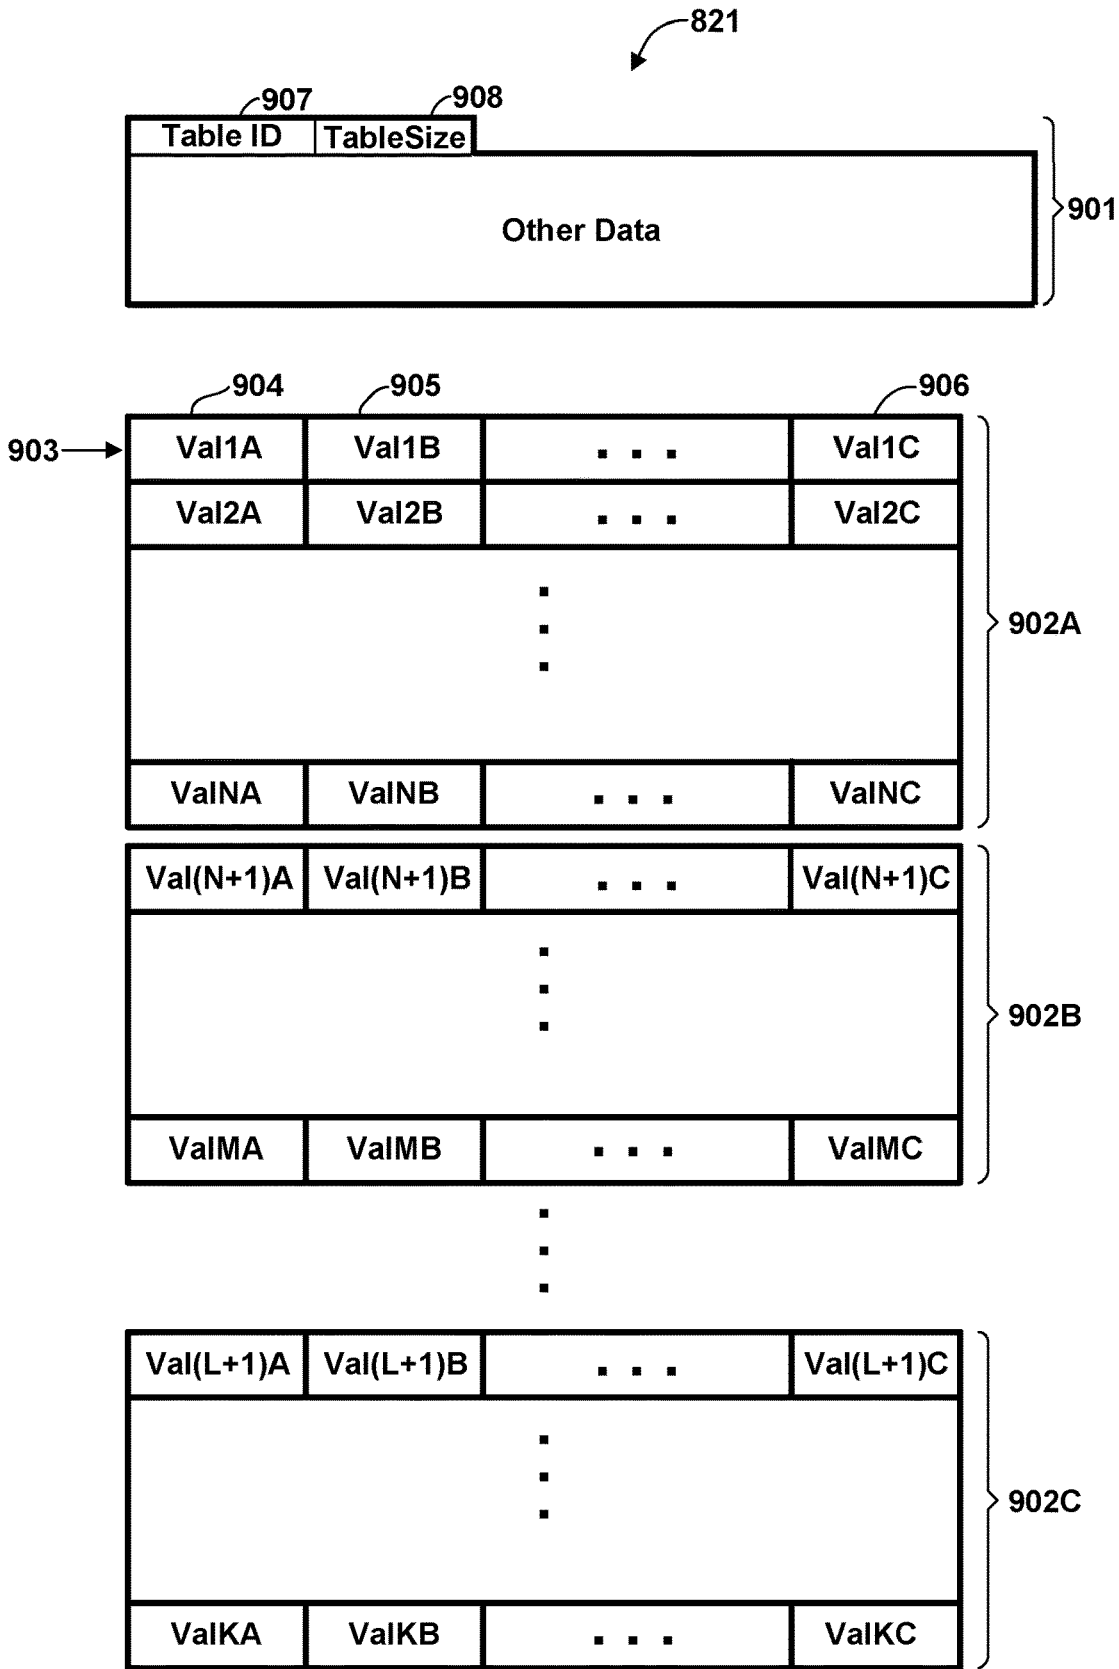 821
907 908
Table ID TableSize
901
Other Data
904 905 906
903 Val1A Val1B . . . Val1C
Val2A Val2B . . . Val2C
902A
ValNA ValNB . . . ValNC
Val(N+1)A Val(N+1)B . . . Val(N+1)C
902B
ValMA ValMB . . . ValMC
Val(L+1)A Val(L+1)B . . . Val(L+1)C
902C
ValKA ValKB . . . ValKC